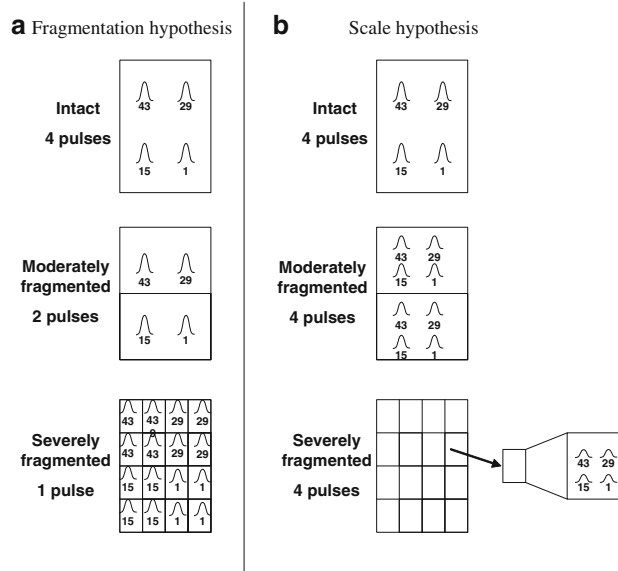 a Fragmentation hypothesis
Intact
4 pulses
43 29
15 1
Moderately
fragmented
2 pulses
43 29
15 1
Severely
fragmented
1 pulse
43 43 29 29
9
43 43 29 29
15 15 1 1
15 15 1 1
b Scale hypothesis
Intact
4 pulses
43 29
15 1
Moderately
fragmented
4 pulses
43 29
15 1
43 29
15 1
Severely
fragmented
4 pulses
43 29
15 1